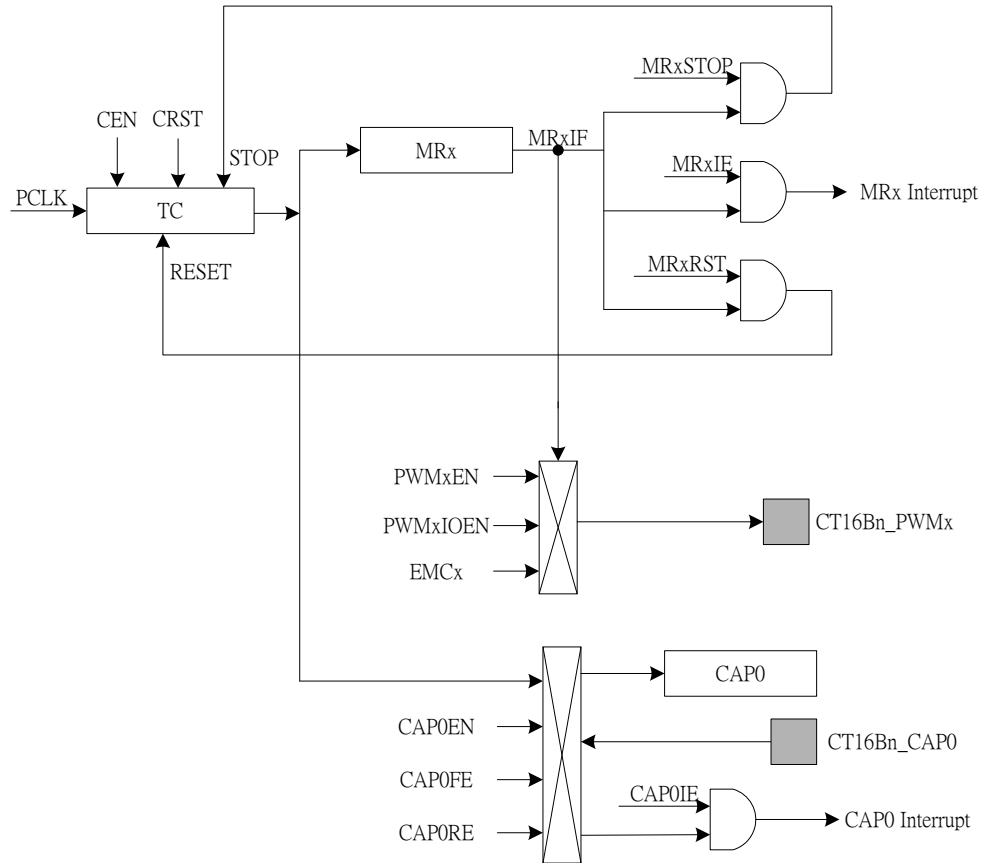 MRxSTOP
CEN
CRST
STOP
MRx
MRxIF
MRxIE
PCLK
TC
MRx Interrupt
RESET
MRxRST
PWMxEN
PWMxIOEN
CT16Bn_PWMx
EMCx
CAP0
CAP0EN
CT16Bn_CAP0
CAP0FE
CAP0IE
CAP0RE
CAP0 Interrupt